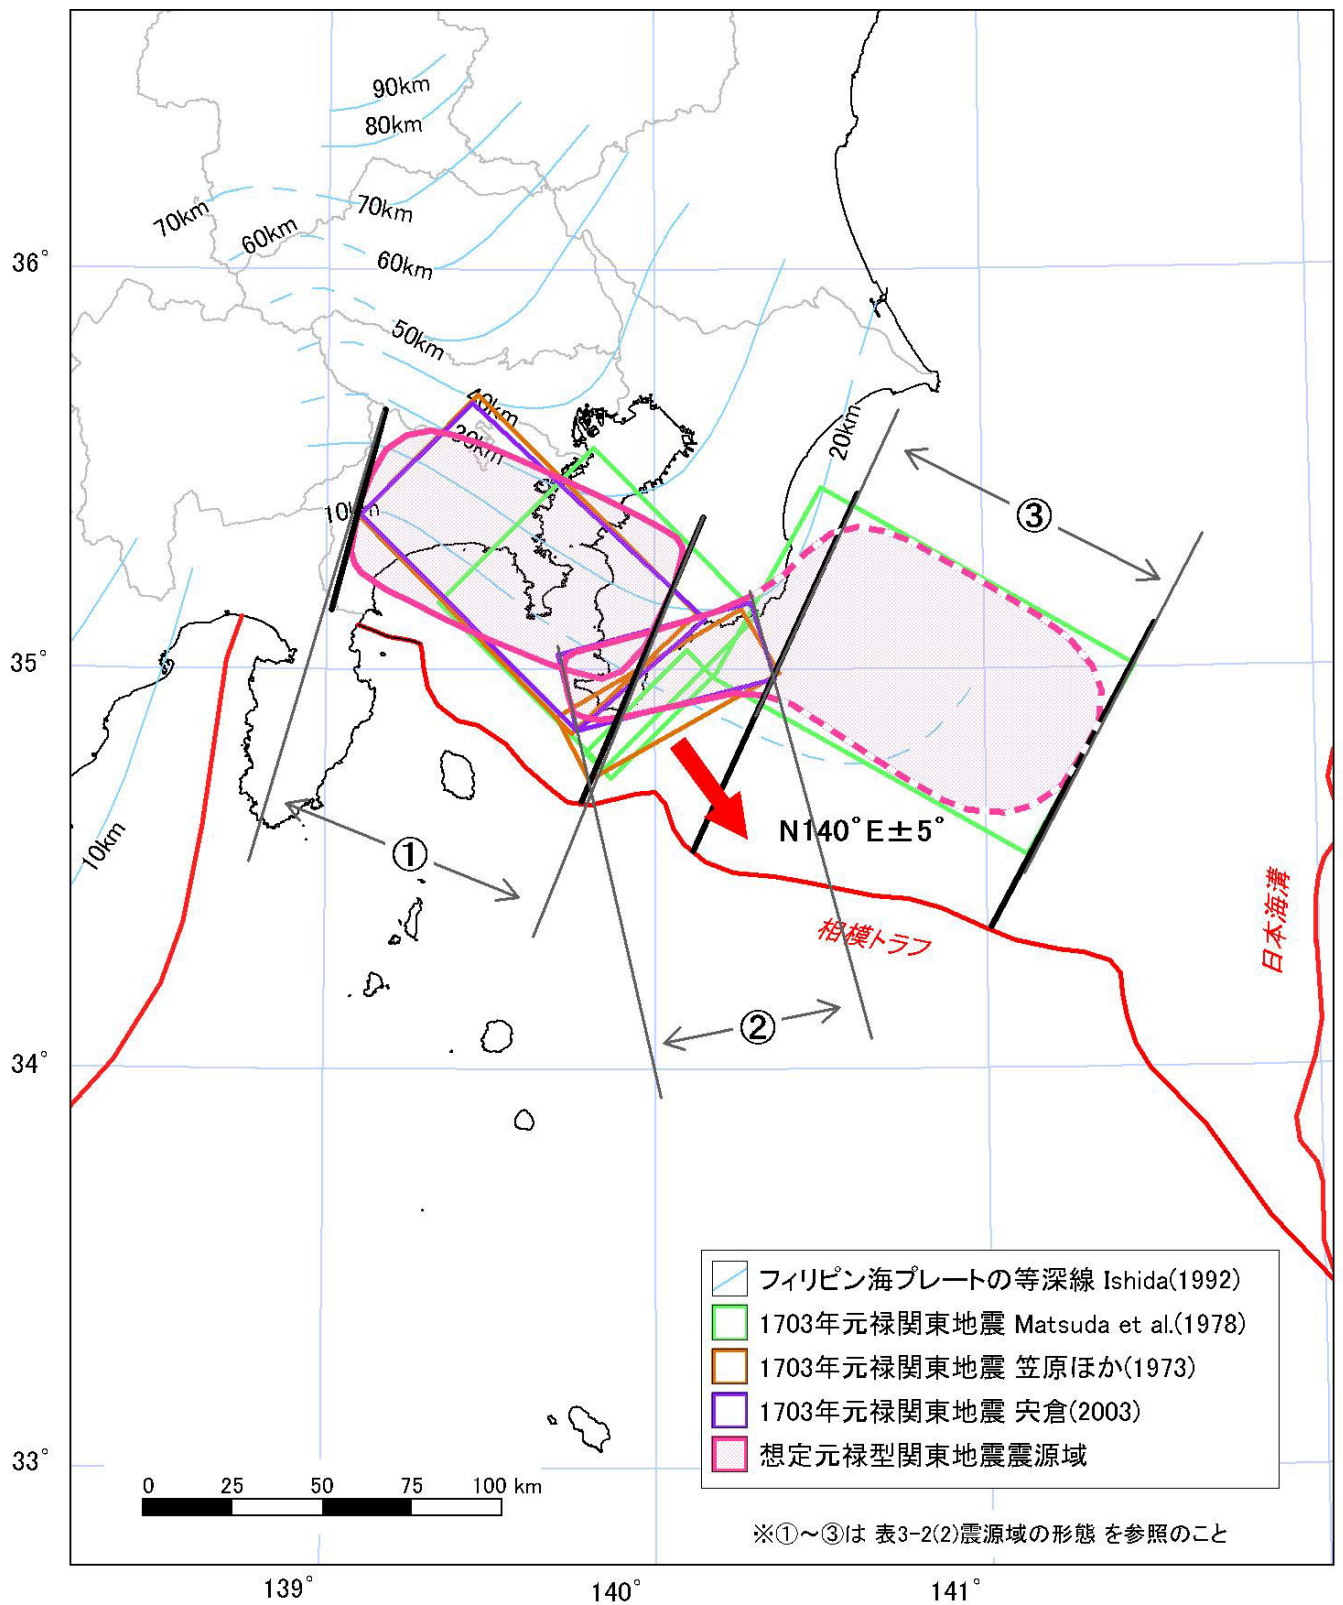 90km
80km
70km
70km
60km
60km
36°
50km
40km
30km
20km
10km
③
35°
N140°E±5°
①
10km
相模トラフ
日本海溝
②
34°
フィリピン海プレートの等深線 Ishida(1992)
1703年元禄関東地震 Matsuda et al.(1978)
1703年元禄関東地震 笠原ほか(1973)
1703年元禄関東地震 宍倉(2003)
想定元禄型関東地震震源域
33°
0 25 50 75 100 km
※①～③は 表3-2(2)震源域の形態 を参照のこと
139° 140° 141°